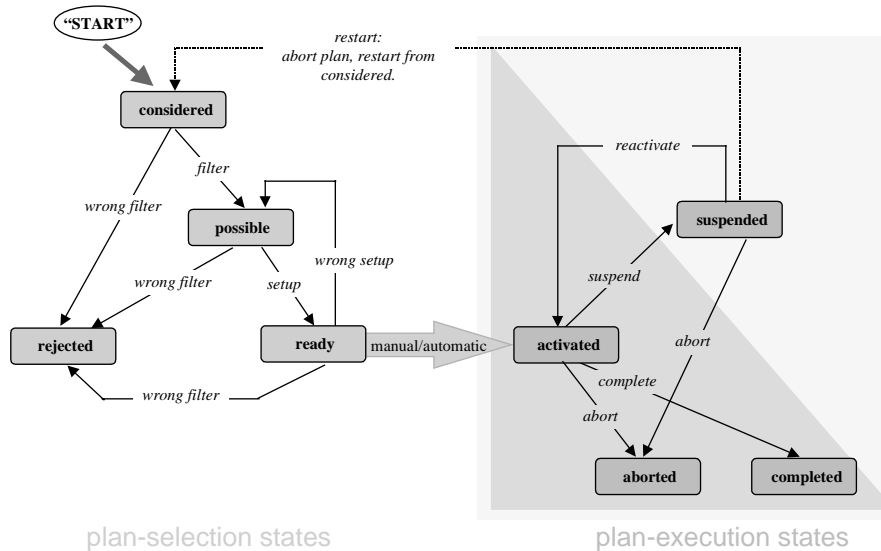 “START”
restart:
abort plan, restart from
considered.
considered
filter
reactivate
wrong filter
possible
suspended
wrong filter
setup
wrong setup
suspend
rejected
ready
manual/automatic
activated
abort
complete
wrong filter
abort
aborted
completed
plan-selection states
plan-execution states